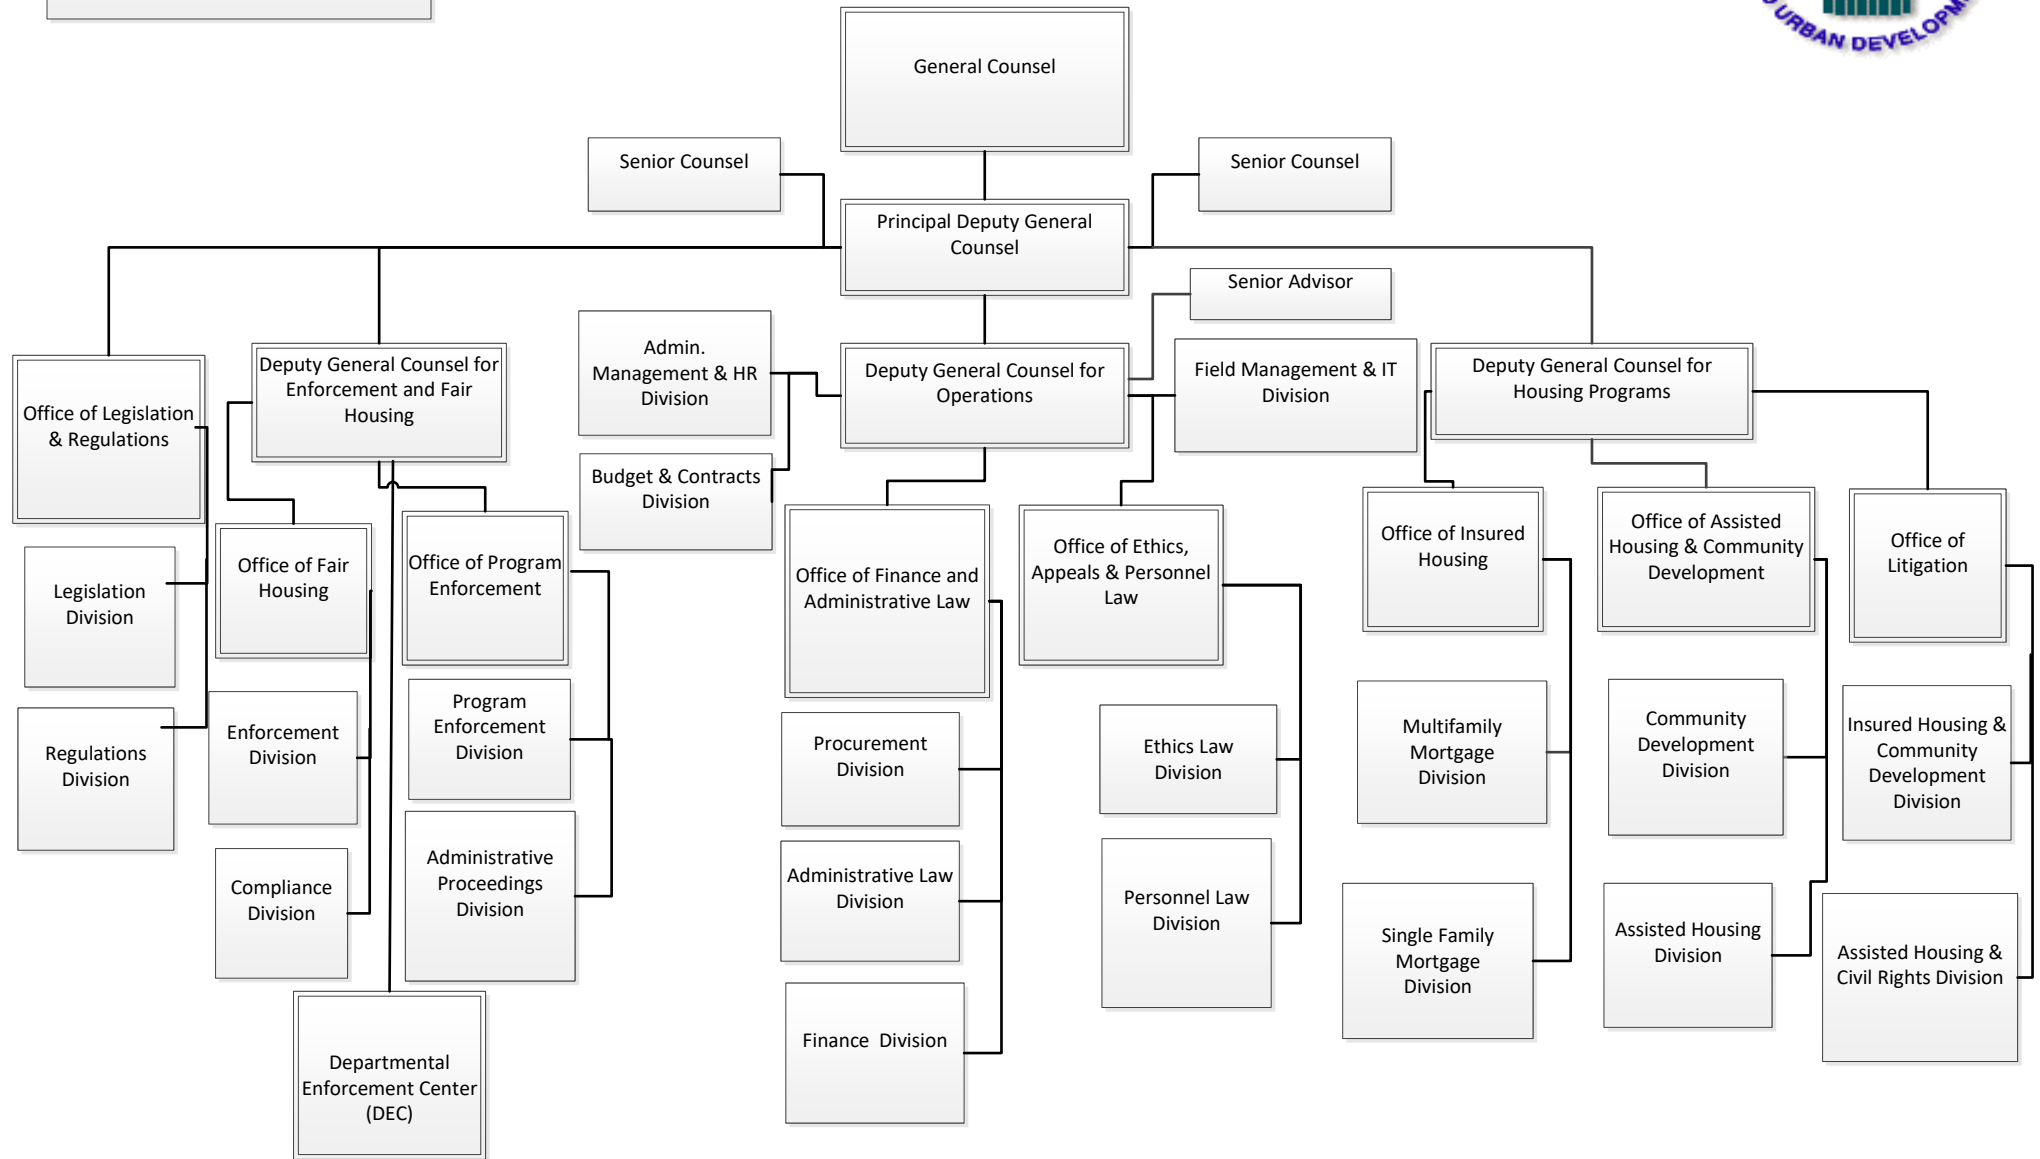 URBAN DEVELOPM
General Counsel
Senior Counsel
Senior Counsel
Principal Deputy General
Counsel
Senior Advisor
Admin.
Management & HR
Division
Deputy General Counsel for
Operations
Field Management & IT
Division
Deputy General Counsel for
Housing Programs
Deputy General Counsel for
Enforcement and Fair
Housing
Office of Legislation
& Regulations
Budget & Contracts
Division
Office of Fair
Housing
Office of Program
Enforcement
Office of Finance and
Administrative Law
Office of Ethics,
Appeals & Personnel
Law
Office of Insured
Housing
Office of Assisted
Housing & Community
Development
Office of
Litigation
Legislation
Division
Regulations
Division
Enforcement
Division
Compliance
Division
Program
Enforcement
Division
Administrative
Proceedings
Division
Departmental
Enforcement Center
(DEC)
Procurement
Division
Administrative Law
Division
Finance Division
Ethics Law
Division
Personnel Law
Division
Multifamily
Mortgage
Division
Single Family
Mortgage
Division
Community
Development
Division
Assisted Housing
Division
Insured Housing &
Community
Development
Division
Assisted Housing &
Civil Rights Division